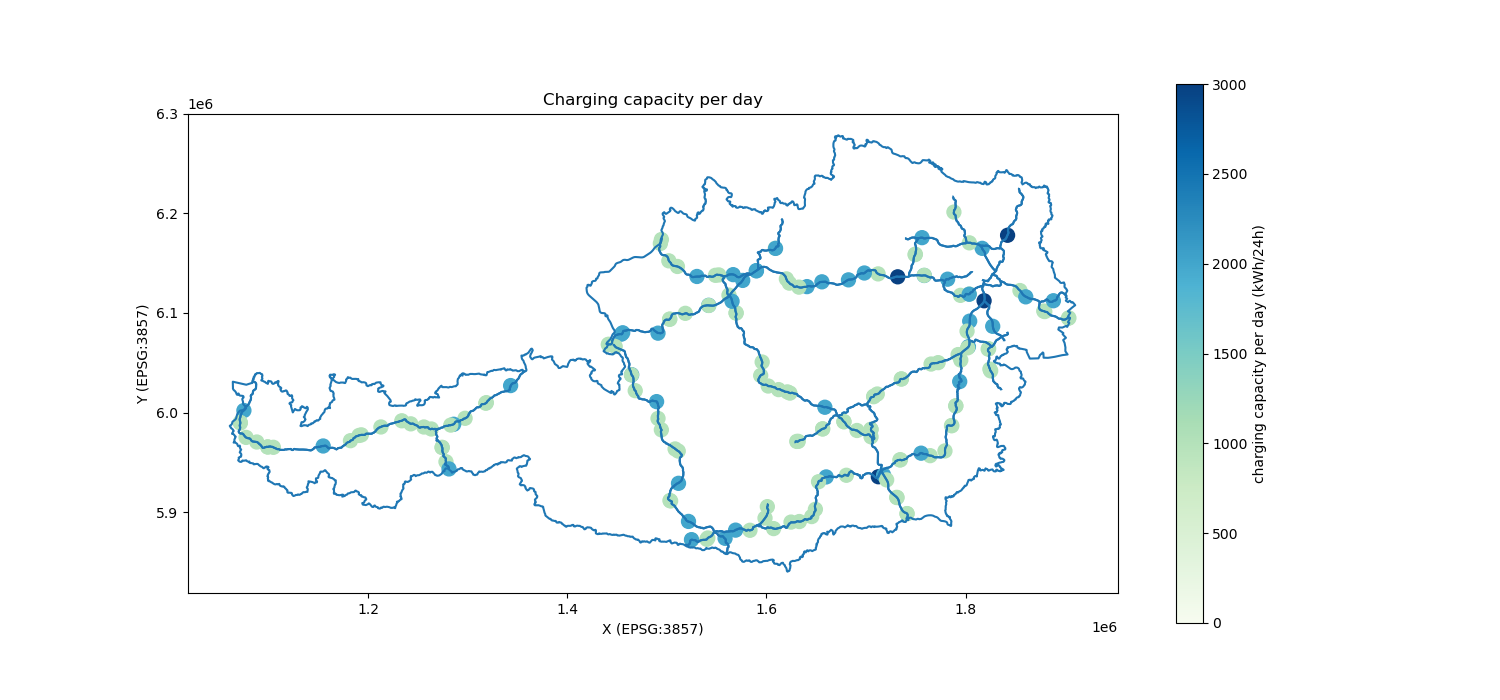 Charging capacity per day
1e6
6.3
6.2
6.1
6.0
5.9
Y (EPSG:3857)
1.2
1.4
1.6
1.8
1e6
X (EPSG:3857)
3000
2500
2000
1500
1000
500
0
charging capacity per day (kWh/24h)